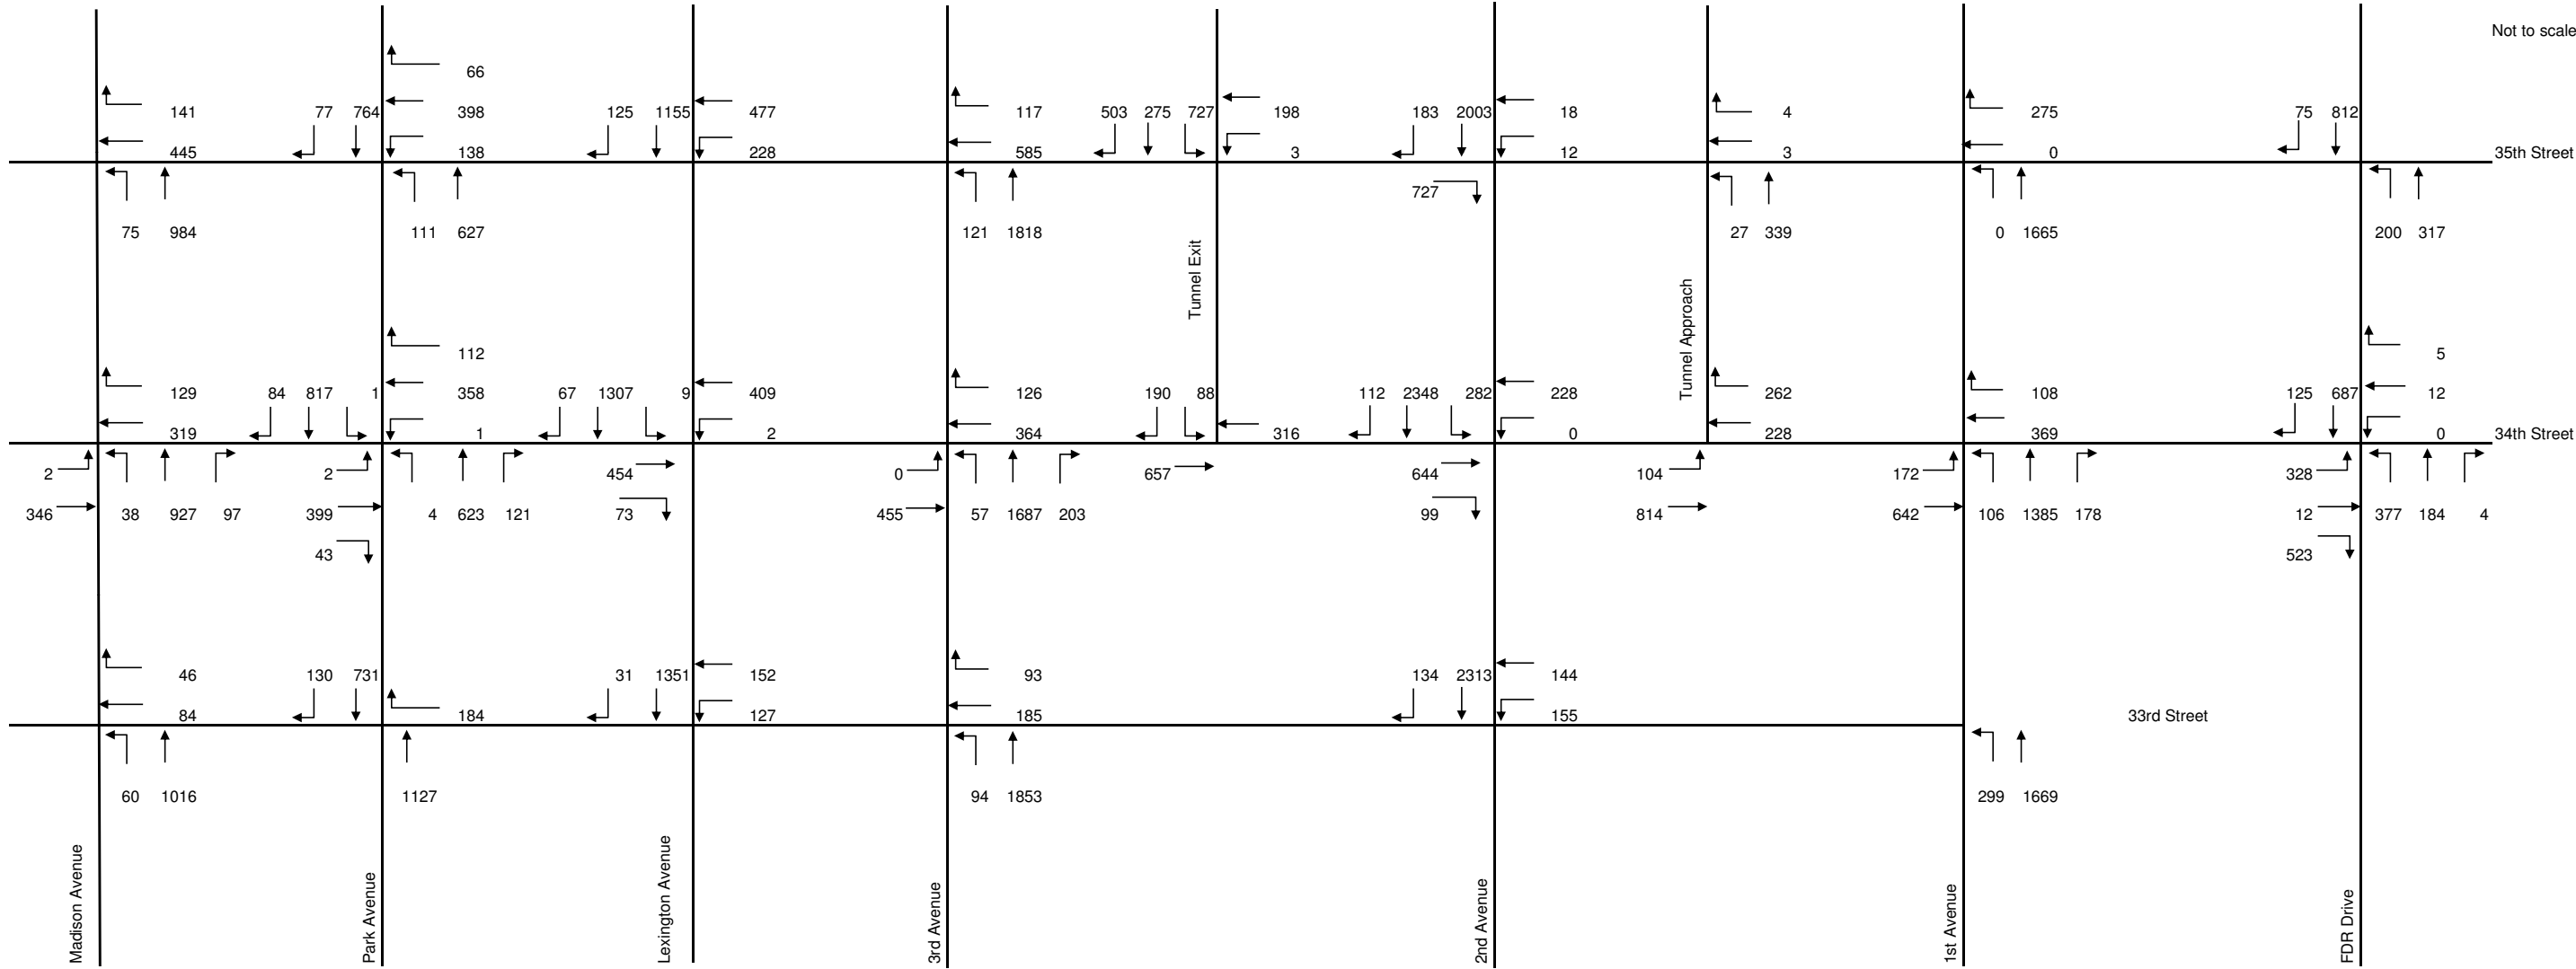 Not to scale
66
141 77 764 398 125 1155 477 117 503 275 727 198 183 2003 18 4 275 75 812
445 138 228 585 3 12 3 0 35th Street
727
75 984 111 627 121 1818 27 339 0 1665 200 317
Tunnel Exit
Tunnel Approach
112 5
129 84 817 1 358 67 1307 9 409 126 190 88 112 2348 282 228 262 108 125 687 12
319 1 2 364 316 0 228 369 0 34th Street
2 2 454 0 657 644 104 172 328
346 38 927 97 399 4 623 121 73 455 57 1687 203 99 814 642 106 1385 178 12 377 184 4
43 523
46 130 731 31 1351 152 93 134 2313 144
84 184 127 185 155 33rd Street
60 1016 1127 94 1853 299 1669
Madison Avenue
Park Avenue
Lexington Avenue
3rd Avenue
2nd Avenue
1st Avenue
FDR Drive